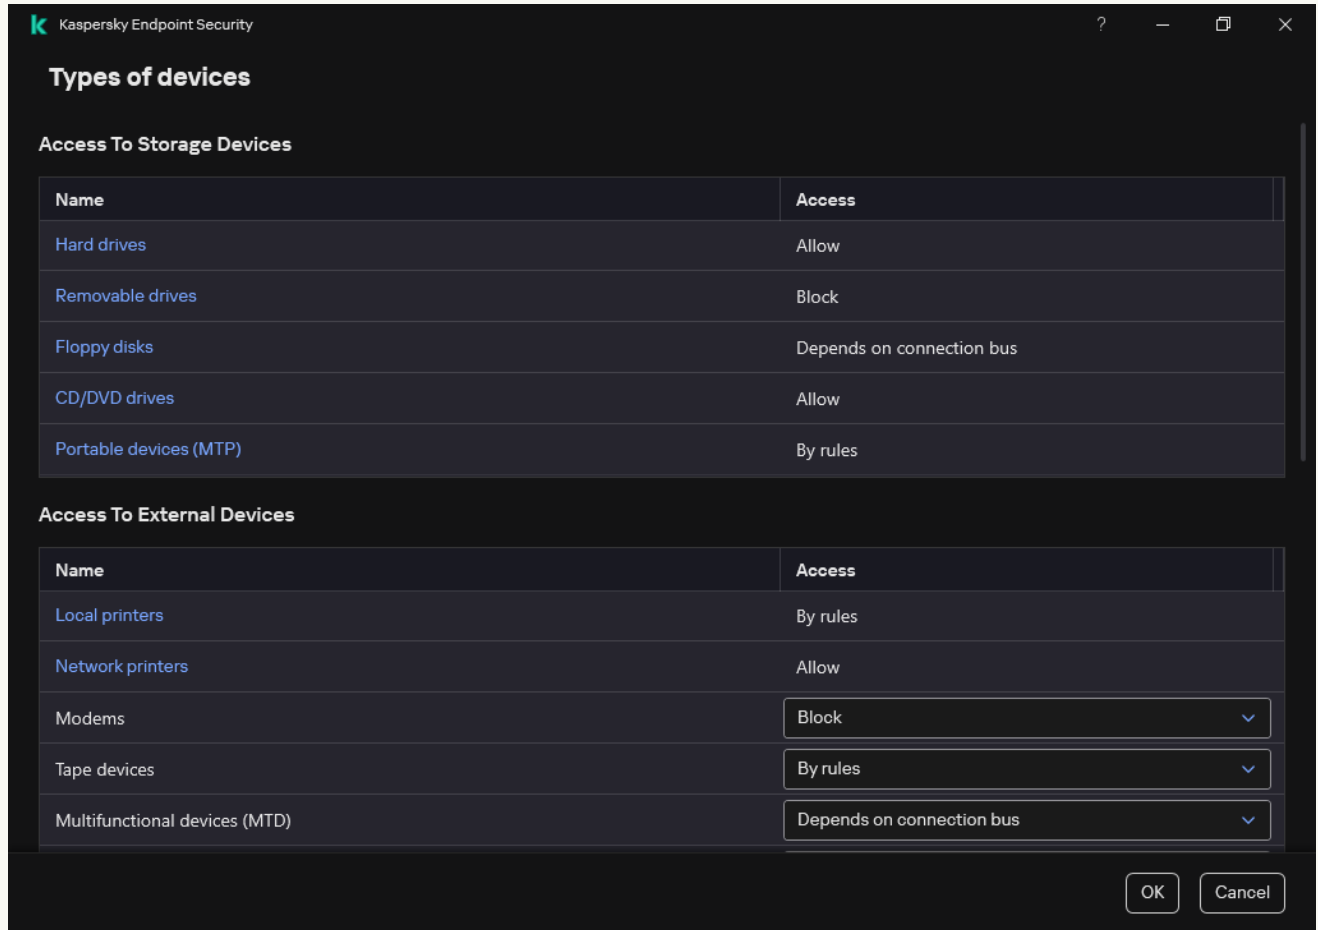 Kaspersky Endpoint Security ?
Types of devices
Access To Storage Devices
Name Access
Hard drives Allow
Removable drives Block
Floppy disks Depends on connection bus
CD/DVD drives Allow
Portable devices (MTP) By rules
Access To External Devices
Name Access
Local printers By rules
Network printers Allow
Modems Block
Tape devices By rules
Multifunctional devices (MTD) Depends on connection bus
OK Cancel